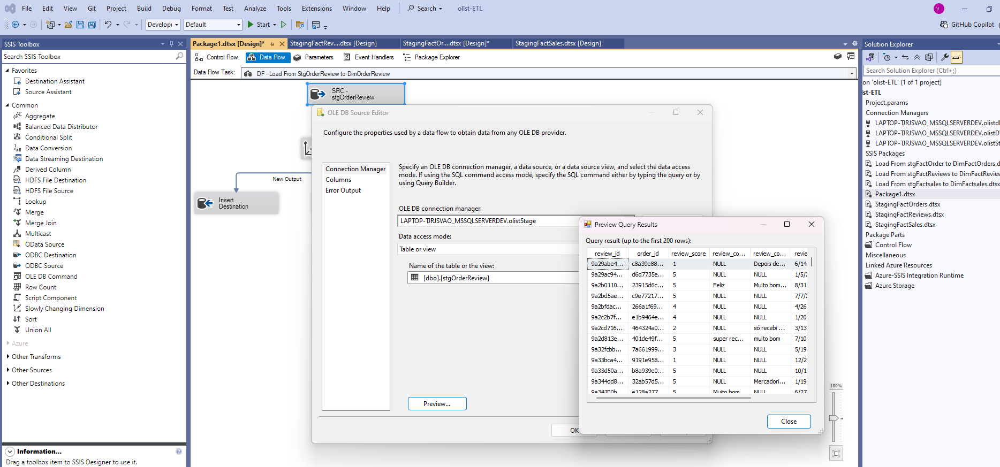 File Edit View Git Project Build Debug Format Test Analyze Tools Extensions Window Help Search olist-ETL
V
Develop Default Start GitHub Copilot
SSIS Toolbox
Search SSIS Toolbox
Favorites
Destination Assistant
Source Assistant
Common
Aggregate
Balanced Data Distributor
Conditional Split
Data Conversion
Data Streaming Destination
Derived Column
HDFS File Destination
HDFS File Source
Lookup
Merge
Merge Join
Multicast
OData Source
ODBC Destination
ODBC Source
OLE DB Command
Row Count
Script Component
Slowly Changing Dimension
Sort
Union All
Azure
Other Transforms
Other Sources
Other Destinations
Information...
Drag a toolbox item to SSIS Designer to use it.
Package1.dtsx [Design]* StagingFactRev....dtsx [Design] StagingFactOr....dtsx [Design]* StagingFactSales.dtsx [Design]
Control Flow Data Flow Parameters Event Handlers Package Explorer
Data Flow Task: DF - Load From StgOrderReview to DimOrderReview
SRC -
stgOrderReview
New Output
Insert
Destination
OLE DB Source Editor
Configure the properties used by a data flow to obtain data from any OLE DB provider.
Connection Manager
Columns
Error Output
Specify an OLE DB connection manager, a data source, or a data source view, and select the data access
mode. If using the SQL command access mode, specify the SQL command either by typing the query or by
using Query Builder.
OLE DB connection manager:
LAPTOP-TJRJSVAO_MSSQLSERVERDEV.olistStage
Data access mode:
Table or view
Name of the table or the view:
[dbo].[stgOrderReview]
Preview...
OK
Preview Query Results
Query result (up to the first 200 rows):
review_id order_id review_score review_co... review_co... revie
9a29abe4... c8a39e88... 1 NULL Depois de... 6/14
9a29ac94... d6d7735e... 5 NULL NULL 1/5/2
9a2b0110... 23915d6c... 5 Feliz Muito bom... 8/31
9a2bd5ae... c9e77217... 5 NULL NULL 7/7/2
9a2bfdac... 266a1f69... 4 NULL NULL 4/26
9a2c2b7f... e1b9464e... 4 NULL NULL 1/20
9a2cd716... 464324a0... 2 NULL só recebi ... 3/13
9a2d813e... 401de49f... 5 super rec... muito bom 7/10
9a32fcbb... 7a661999... 3 NULL NULL 5/19
9a33bca4... 9191e958... 1 NULL NULL 12/2
9a33d50a... b8a939e0... 5 NULL NULL 10/1
9a344dd8... 32ab57d5... 5 NULL Mercadori... 1/19
9a34700b e128a277 5 Muito bom NULL 6/27
Close
100%
Solution Explorer
Search Solution Explorer (Ctrl+;)
on 'olist-ETL' (1 of 1 project)
ist-ETL
Project.params
Connection Managers
LAPTOP-TJRJSVAO_MSSQLSERVERDEV.olistd
LAPTOP-TJRJSVAO_MSSQLSERVERDEV.olistD
LAPTOP-TJRJSVAO_MSSQLSERVERDEV.olistSt
SSIS Packages
Load From stgFactOrder to DimFactOrders.d
Load From stgFactReviews to DimFactReview
Load From stgFactsales to DimFactsales.dtsx
Package1.dtsx
StagingFactOrders.dtsx
StagingFactReviews.dtsx
StagingFactSales.dtsx
Package Parts
Control Flow
Miscellaneous
Linked Azure Resources
Azure-SSIS Integration Runtime
Azure Storage